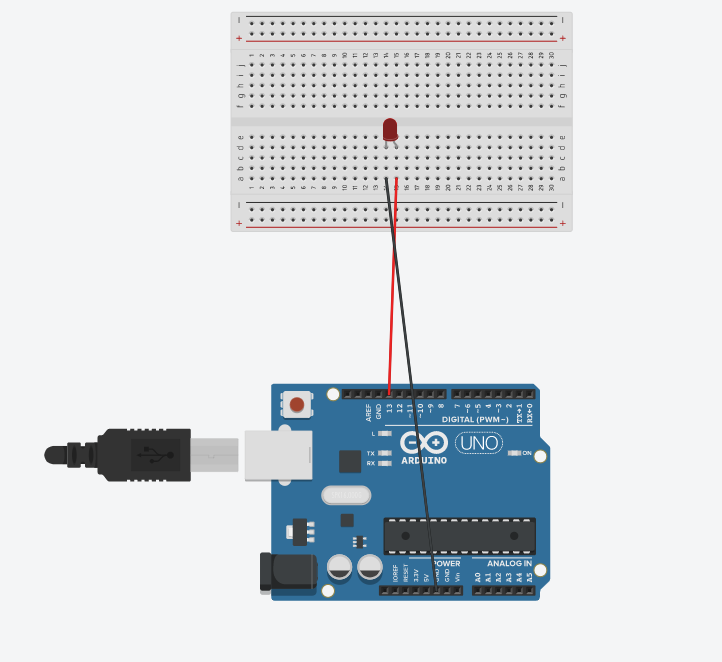 − −
+ +
1 2 3 4 5 6 7 8 9 10 11 12 13 14 15 16 17 18 19 20 21 22 23 24 25 26 27 28 29 30
j j
i i
h h
g g
f f
e e
d d
c c
b b
a a
1 2 3 4 5 6 7 8 9 10 11 12 13 14 15 16 17 18 19 20 21 22 23 24 25 26 27 28 29 30
− −
+ +
AREF GND 13 12 ~11 ~10 ~9 8 7 ~6 ~5 ~4 ~3 2 TX→1 RX←0
DIGITAL (PWM~)
L
UNO
TX
RX
ARDUINO
ON
POWER ANALOG IN
IOREF RESET 3.3V 5V GND GND Vin A0 A1 A2 A3 A4 A5